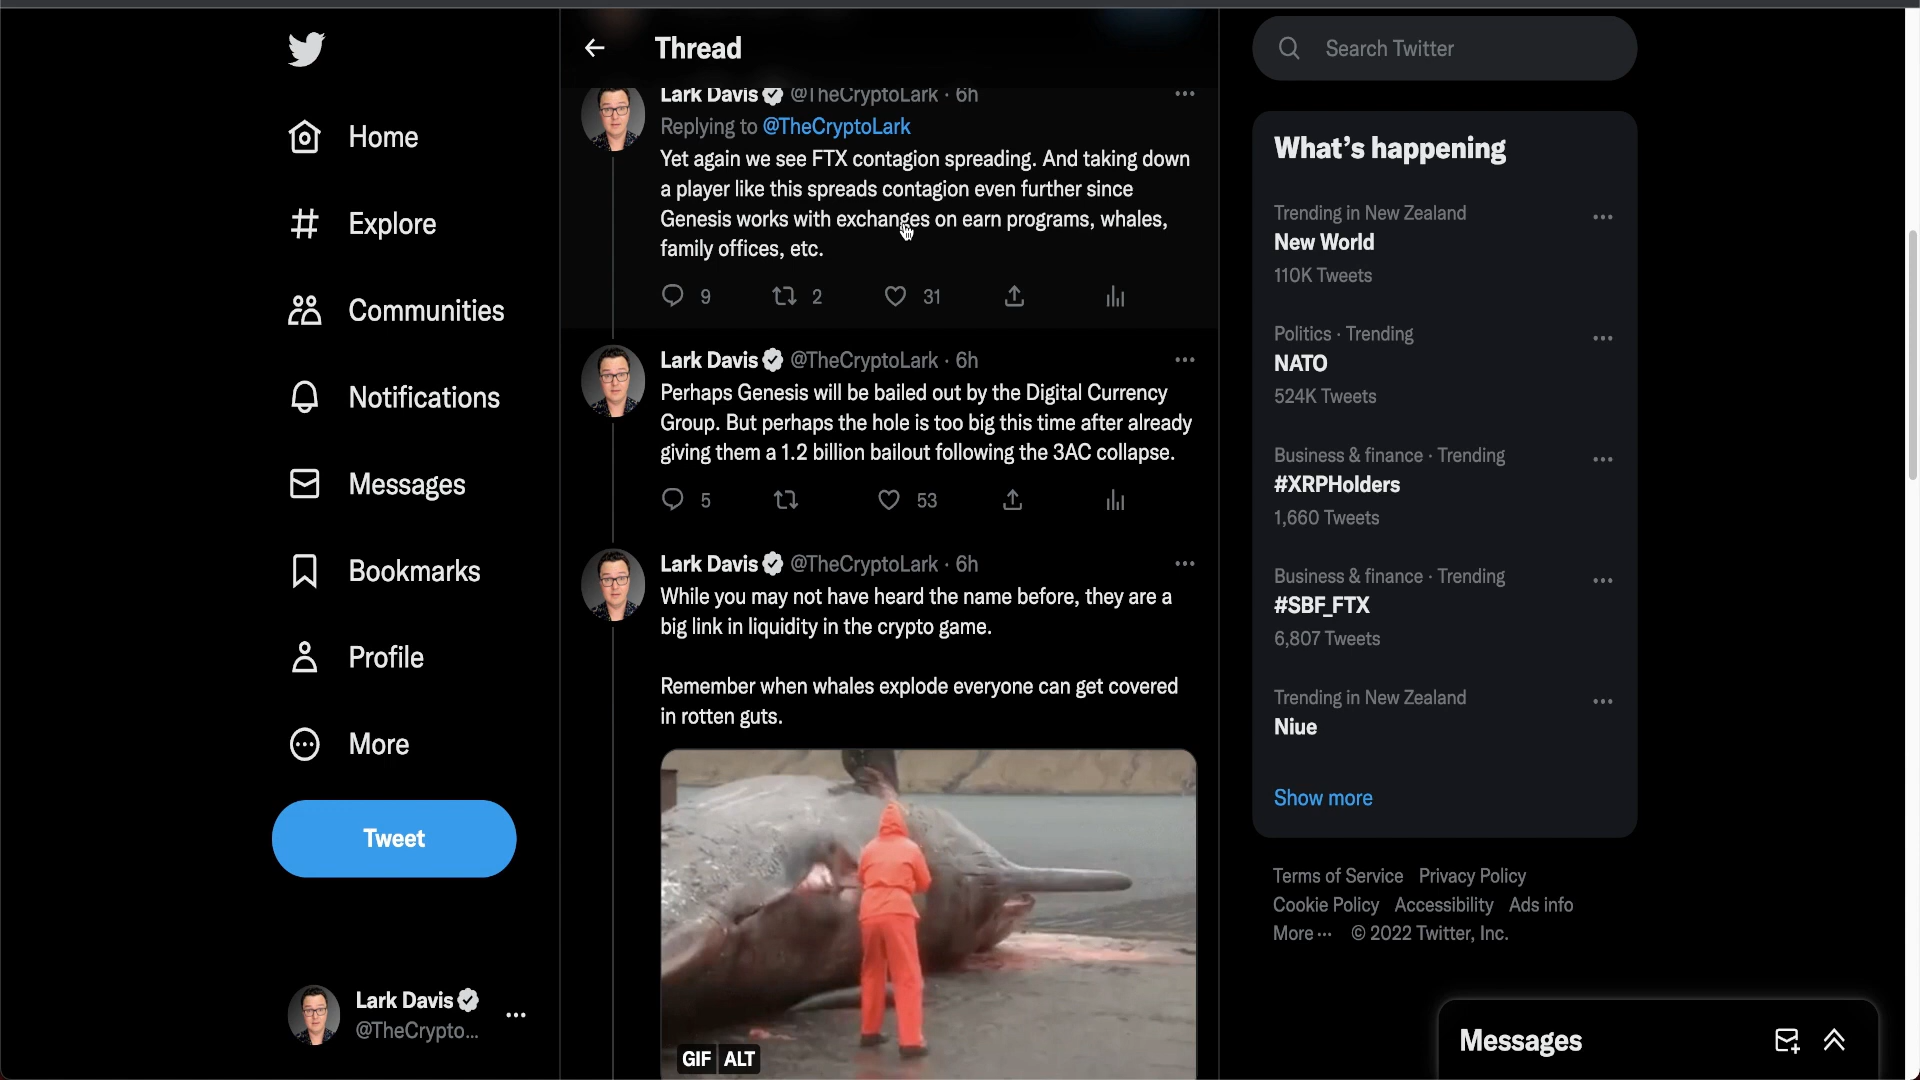 Home
Explore
Communities
Notifications
Messages
Bookmarks
Profile
More
Tweet
Lark Davis
@TheCrypto...
Thread
Lark Davis @TheCryptoLark · 6h
Replying to @TheCryptoLark
Yet again we see FTX contagion spreading. And taking down
a player like this spreads contagion even further since
Genesis works with exchanges on earn programs, whales,
family offices, etc.
9 2 31
Lark Davis @TheCryptoLark · 6h
Perhaps Genesis will be bailed out by the Digital Currency
Group. But perhaps the hole is too big this time after already
giving them a 1.2 billion bailout following the 3AC collapse.
5 53
Lark Davis @TheCryptoLark · 6h
While you may not have heard the name before, they are a
big link in liquidity in the crypto game.
Remember when whales explode everyone can get covered
in rotten guts.
GIF ALT
Search Twitter
What's happening
Trending in New Zealand
New World
110K Tweets
Politics · Trending
NATO
524K Tweets
Business & finance · Trending
#XRPHolders
1,660 Tweets
Business & finance · Trending
#SBF_FTX
6,807 Tweets
Trending in New Zealand
Niue
Show more
Terms of Service Privacy Policy
Cookie Policy Accessibility Ads info
More ··· © 2022 Twitter, Inc.
Messages